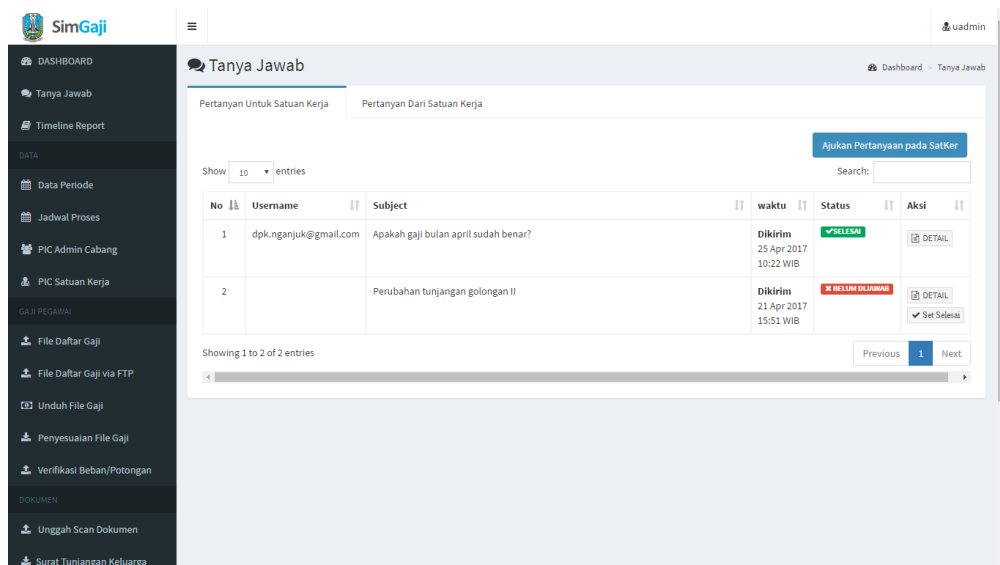 SimGaji
uadmin
DASHBOARD
Tanya Jawab
Timeline Report
DATA
Data Periode
Jadwal Proses
PIC Admin Cabang
PIC Satuan Kerja
GAJI PEGAWAI
File Daftar Gaji
File Daftar Gaji via FTP
Unduh File Gaji
Penyesuaian File Gaji
Verifikasi Beban/Potongan
DOKUMEN
Unggah Scan Dokumen
Surat Tunjangan Keluarga
Tanya Jawab
Dashboard > Tanya Jawab
Pertanyan Untuk Satuan Kerja Pertanyan Dari Satuan Kerja
Ajukan Pertanyaan pada SatKer
Show 10 entries Search:
No Username Subject waktu Status Aksi
1 dpk.nganjuk@gmail.com Apakah gaji bulan april sudah benar? Dikirim SELESAI DETAIL
25 Apr 2017
10:22 WIB
2 Perubahan tunjangan golongan II Dikirim BELUM DIJAWAB DETAIL
21 Apr 2017
15:51 WIB Set Selesai
Showing 1 to 2 of 2 entries Previous 1 Next